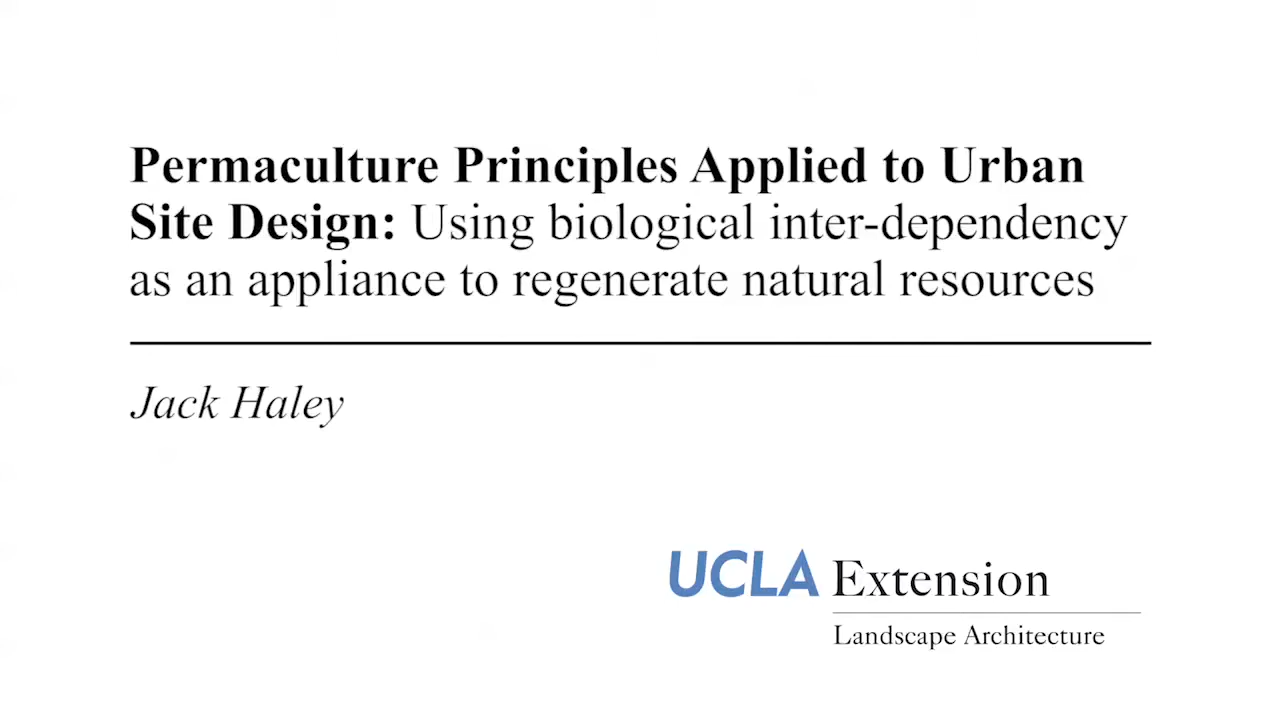 Permaculture Principles Applied to Urban
Site Design: Using biological inter-dependency
as an appliance to regenerate natural resources
Jack Haley
UCLA Extension
Landscape Architecture